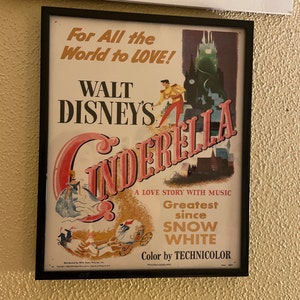 For All the
World to LOVE!
WALT
DISNEY'S
CINDERELLA
A LOVE STORY WITH MUSIC
Greatest
since
SNOW
WHITE
Color by TECHNICOLOR